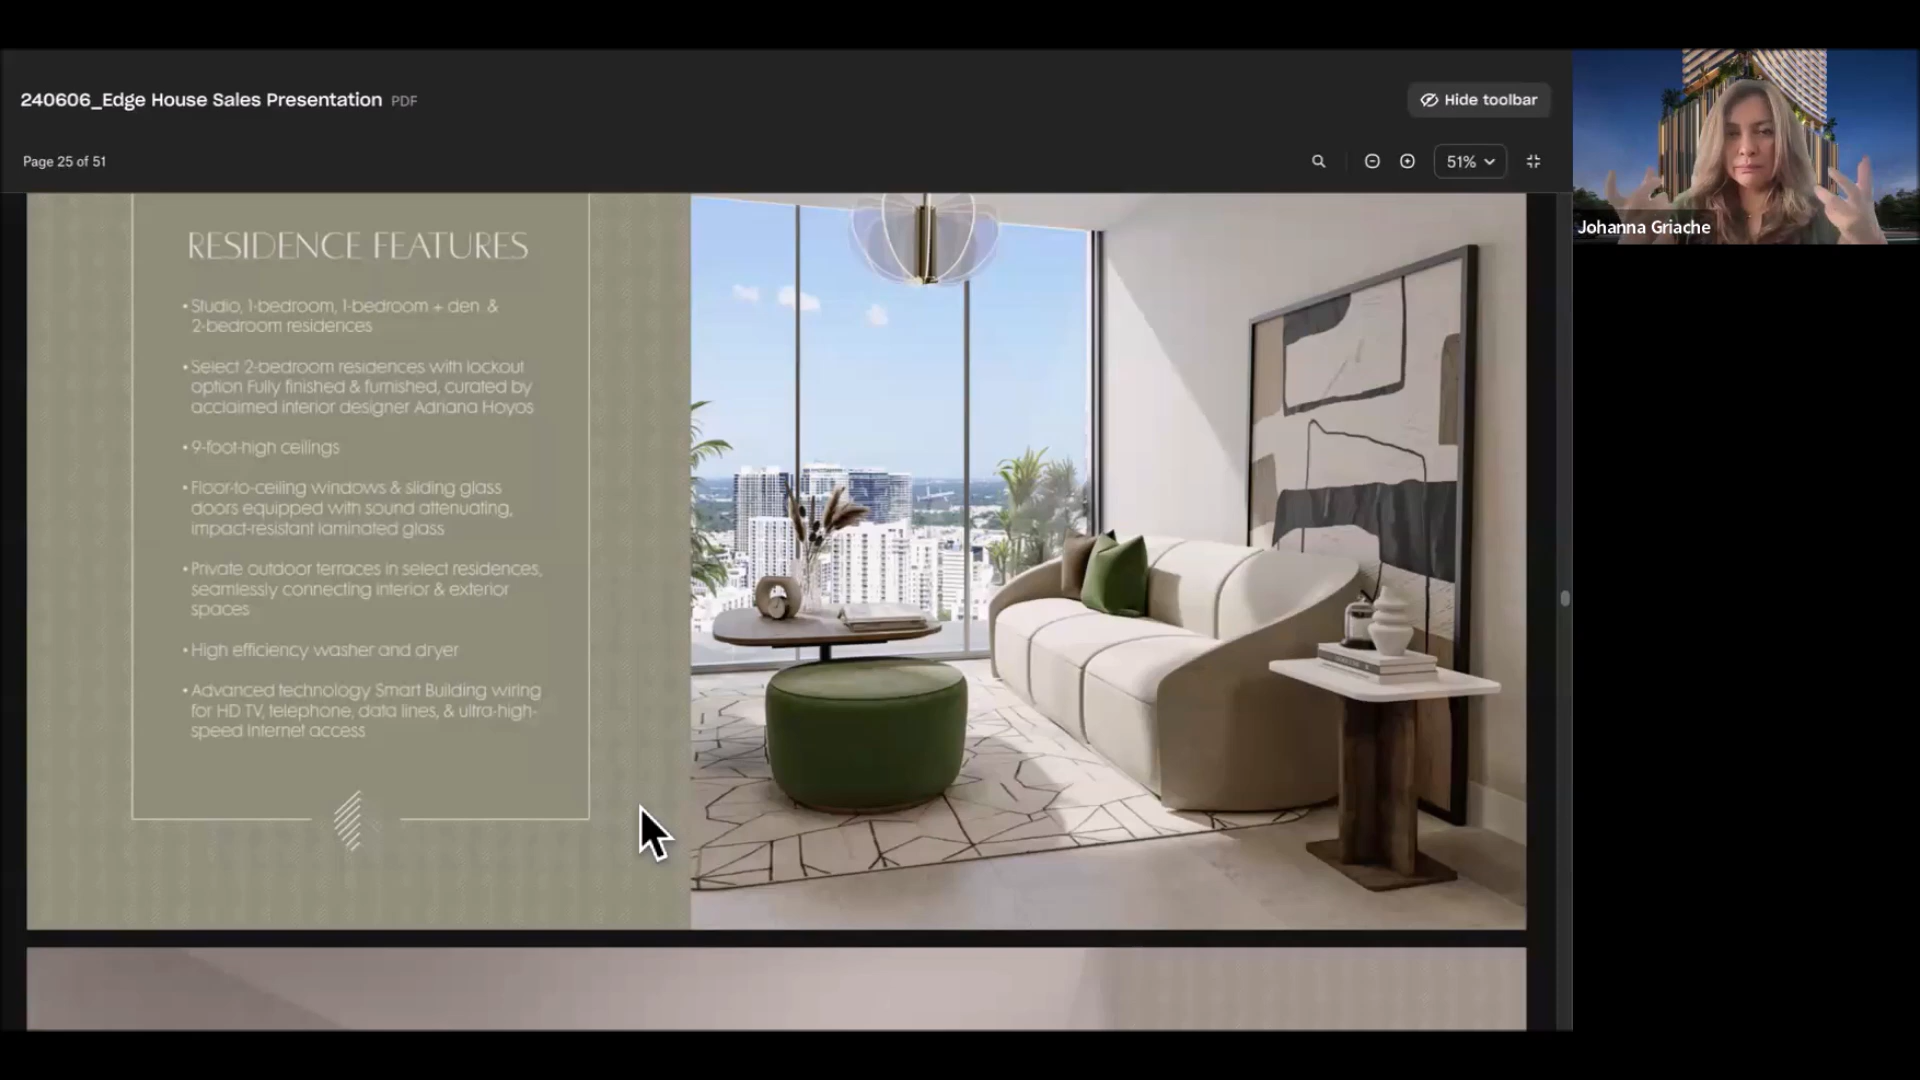 240606_Edge House Sales Presentation PDF
Hide toolbar
Page 25 of 51
51%
Johanna Griache
RESIDENCE FEATURES
• Studio, 1-bedroom, 1-bedroom + den &
2-bedroom residences
• Select 2-bedroom residences with lockout
option Fully finished & furnished, curated by
acclaimed interior designer Adriana Hoyos
• 9-foot-high ceilings
• Floor-to-ceiling windows & sliding glass
doors equipped with sound attenuating,
impact-resistant laminated glass
• Private outdoor terraces in select residences,
seamlessly connecting interior & exterior
spaces
• High efficiency washer and dryer
• Advanced technology Smart Building wiring
for HD TV, telephone, data lines, & ultra-high-
speed Internet access